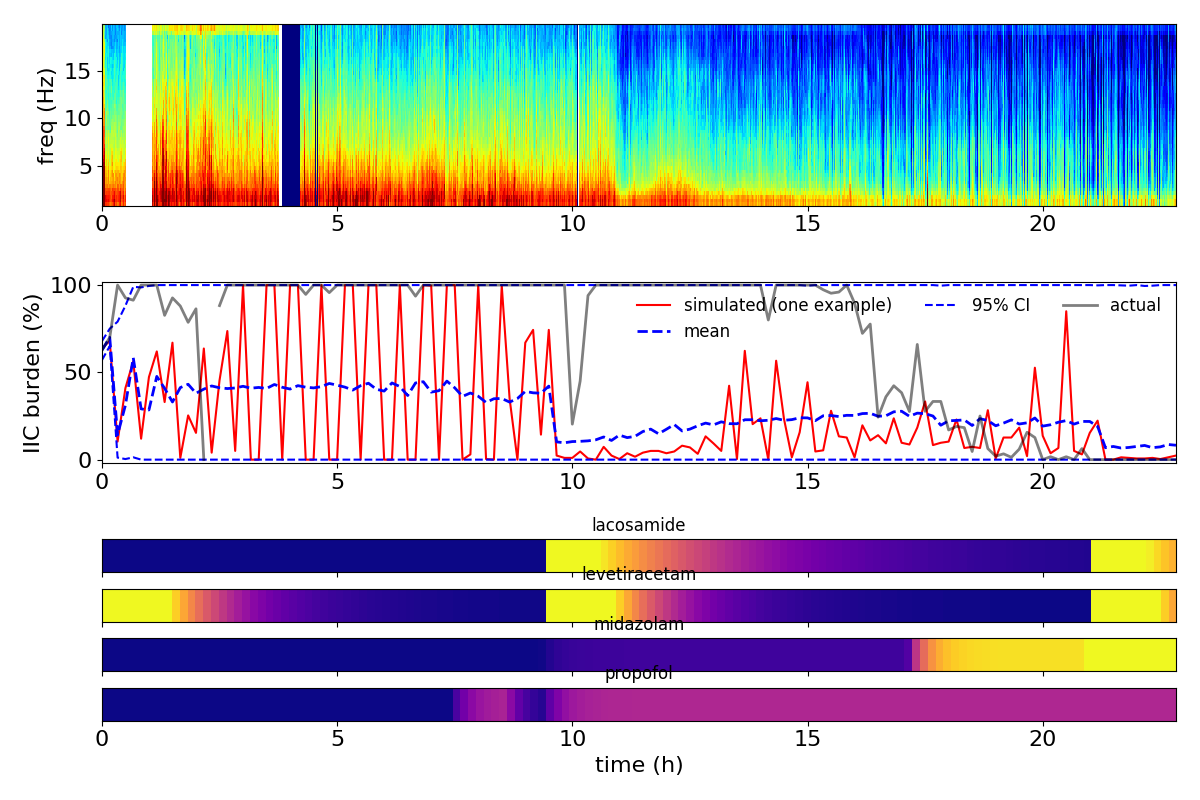 freq (Hz)
15
10
5
0 5 10 15 20
IIC burden (%)
100
50
0
simulated (one example) 95% CI actual
mean
0 5 10 15 20
lacosamide
levetiracetam
midazolam
propofol
0 5 10 15 20
time (h)